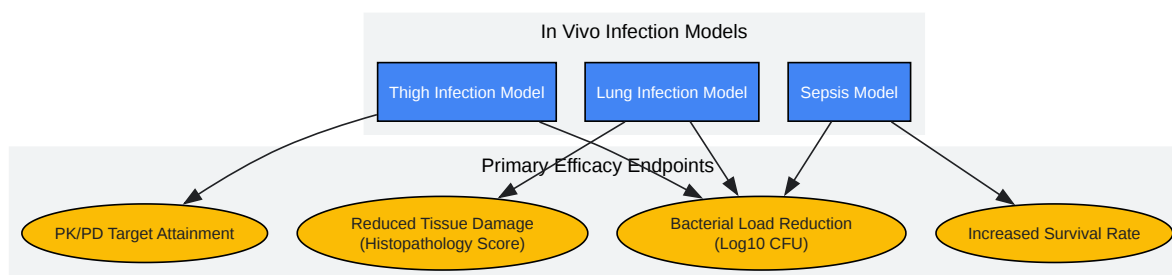 In Vivo Infection Models
Thigh Infection Model
Lung Infection Model
Sepsis Model
Primary Efficacy Endpoints
PK/PD Target Attainment
Reduced Tissue Damage
(Histopathology Score)
Bacterial Load Reduction
(Log10 CFU)
Increased Survival Rate